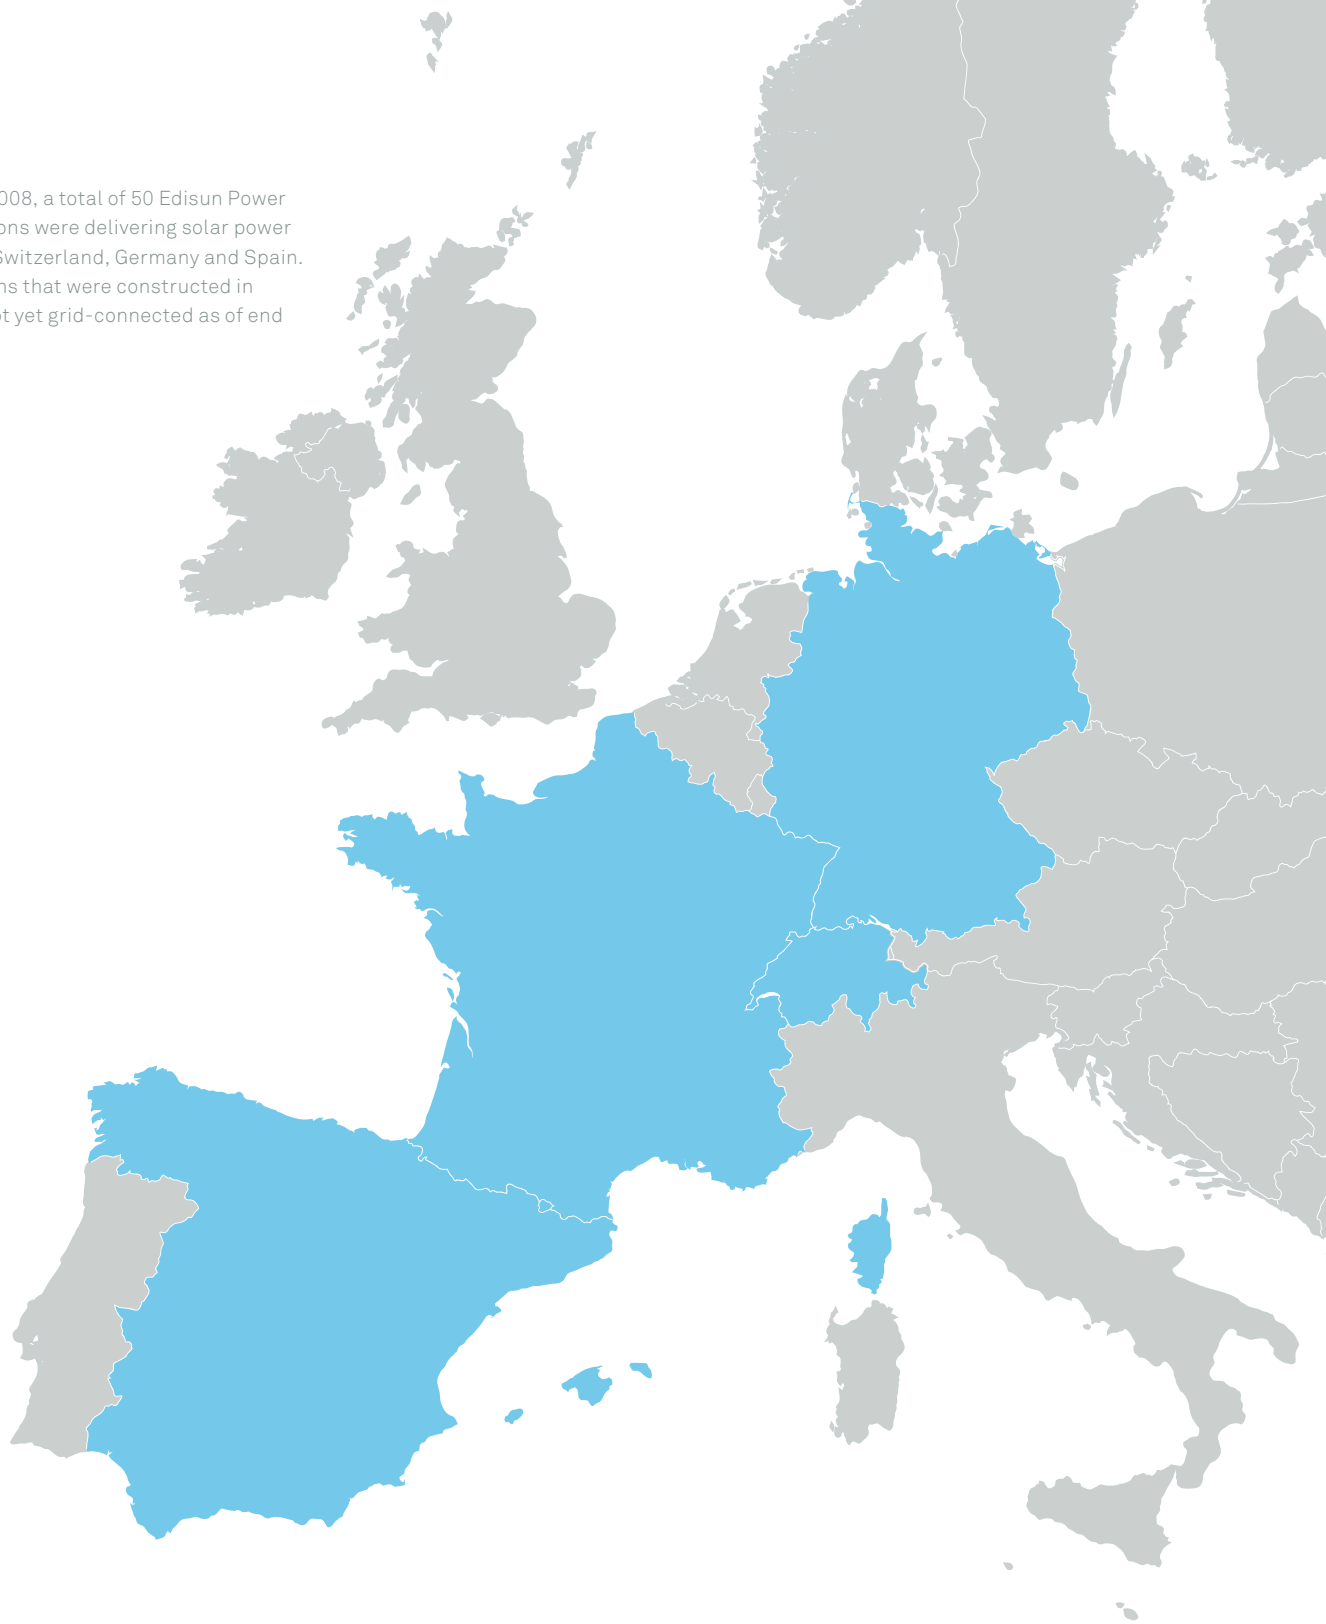 008, a total of 50 Edisun Power
ons were delivering solar power
Switzerland, Germany and Spain.
ns that were constructed in
ot yet grid-connected as of end